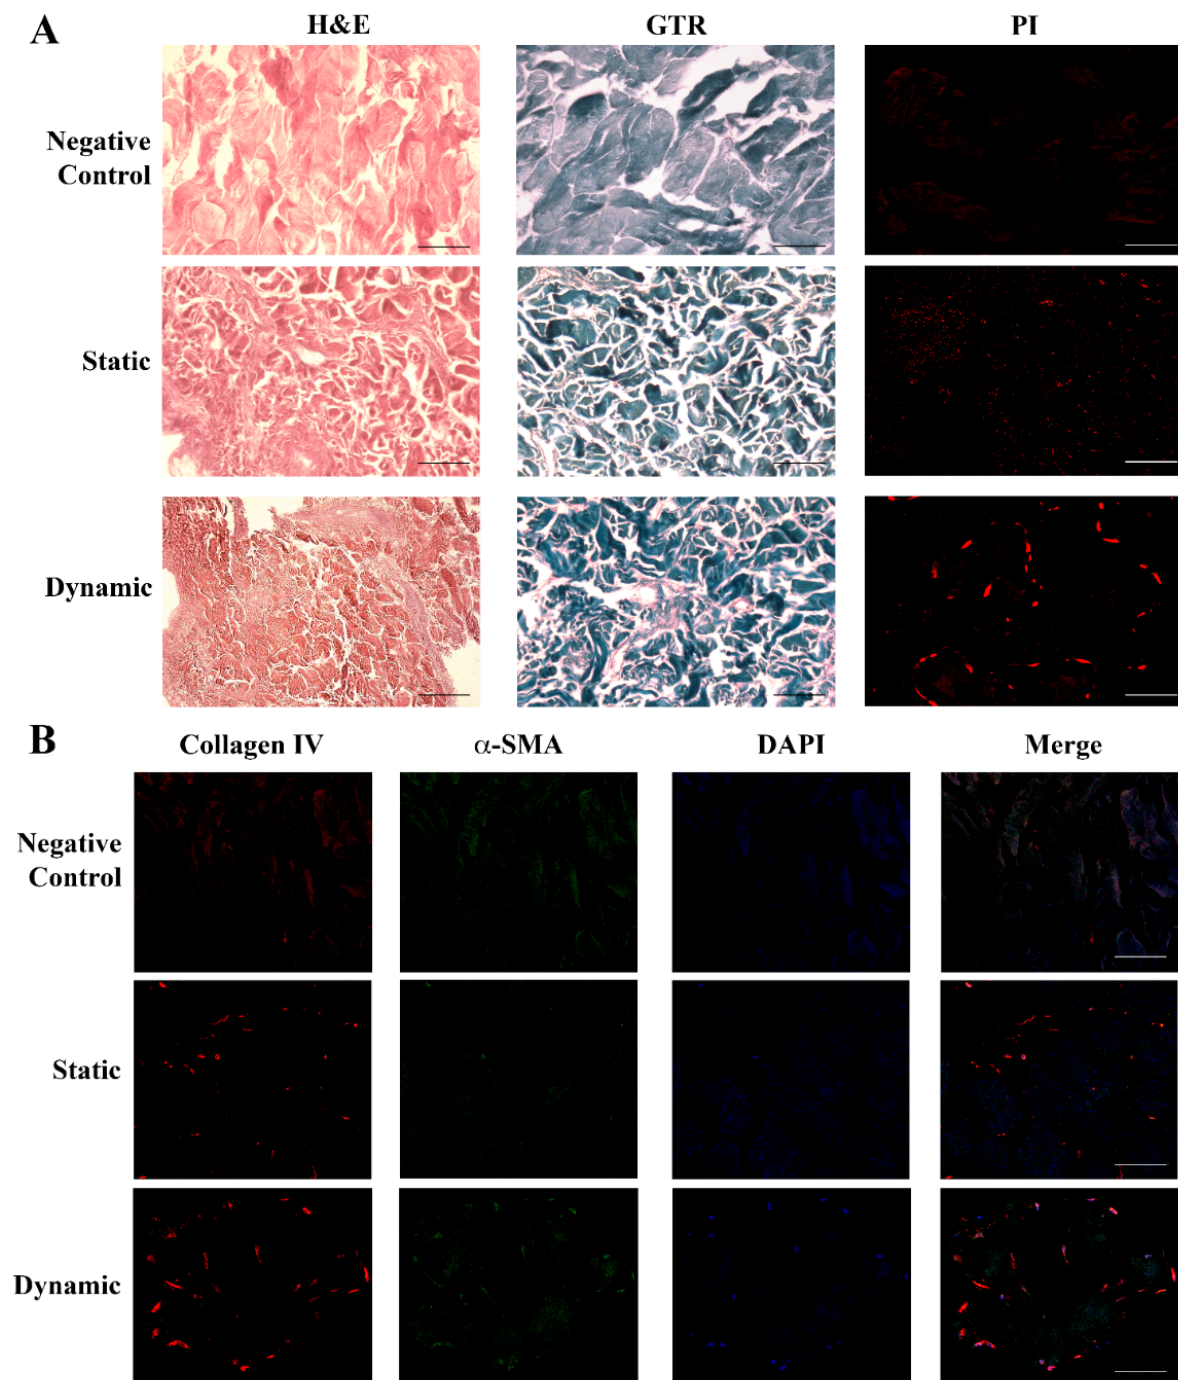 A
H&E
GTR
PI
Negative
Control
Static
Dynamic
B
Collagen IV
α-SMA
DAPI
Merge
Negative
Control
Static
Dynamic